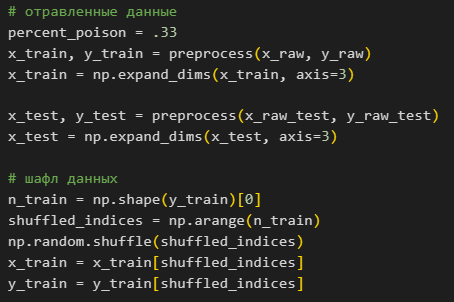 # отравленные данные
percent_poison = .33
x_train, y_train = preprocess(x_raw, y_raw)
x_train = np.expand_dims(x_train, axis=3)
x_test, y_test = preprocess(x_raw_test, y_raw_test)
x_test = np.expand_dims(x_test, axis=3)
# шафл данных
n_train = np.shape(y_train)[0]
shuffled_indices = np.arange(n_train)
np.random.shuffle(shuffled_indices)
x_train = x_train[shuffled_indices]
y_train = y_train[shuffled_indices]